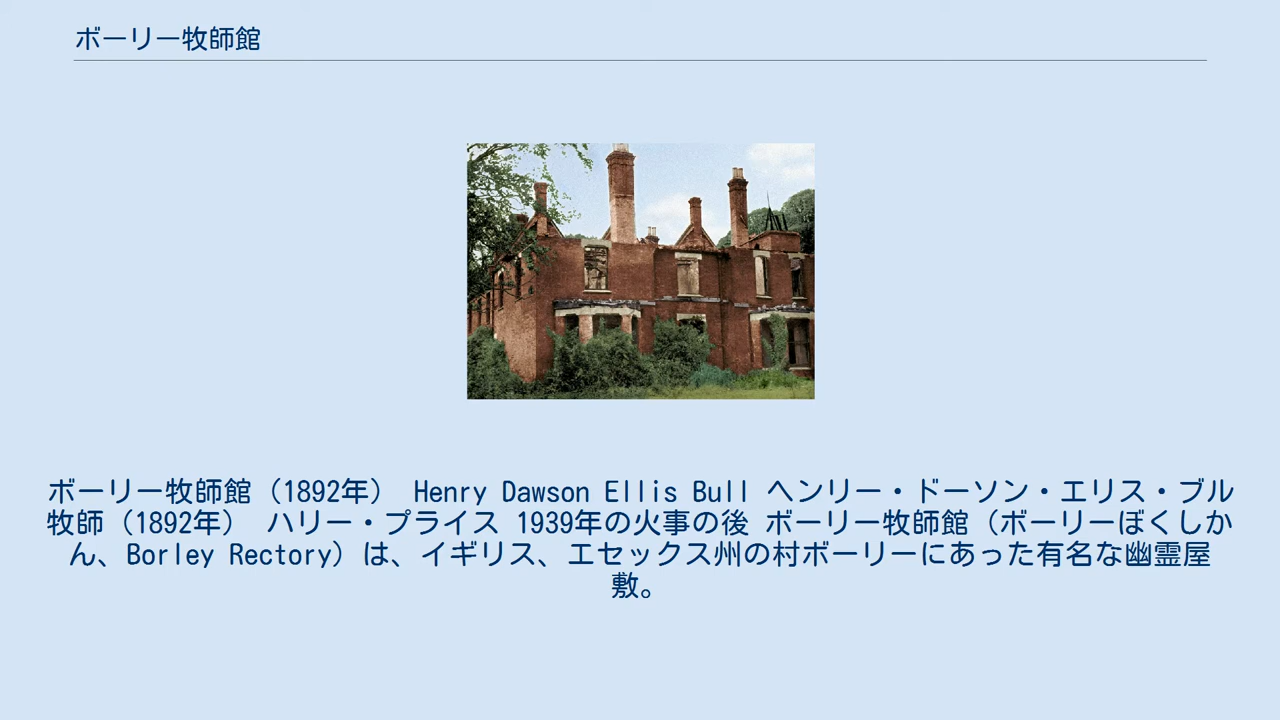 ボーリー牧師館
ボーリー牧師館（1892年） Henry Dawson Ellis Bull ヘンリー・ドーソン・エリス・ブル
牧師（1892年） ハリー・プライス 1939年の火事の後 ボーリー牧師館（ボーリーぼくしか
ん、Borley Rectory）は、イギリス、エセックス州の村ボーリーにあった有名な幽霊屋
敷。